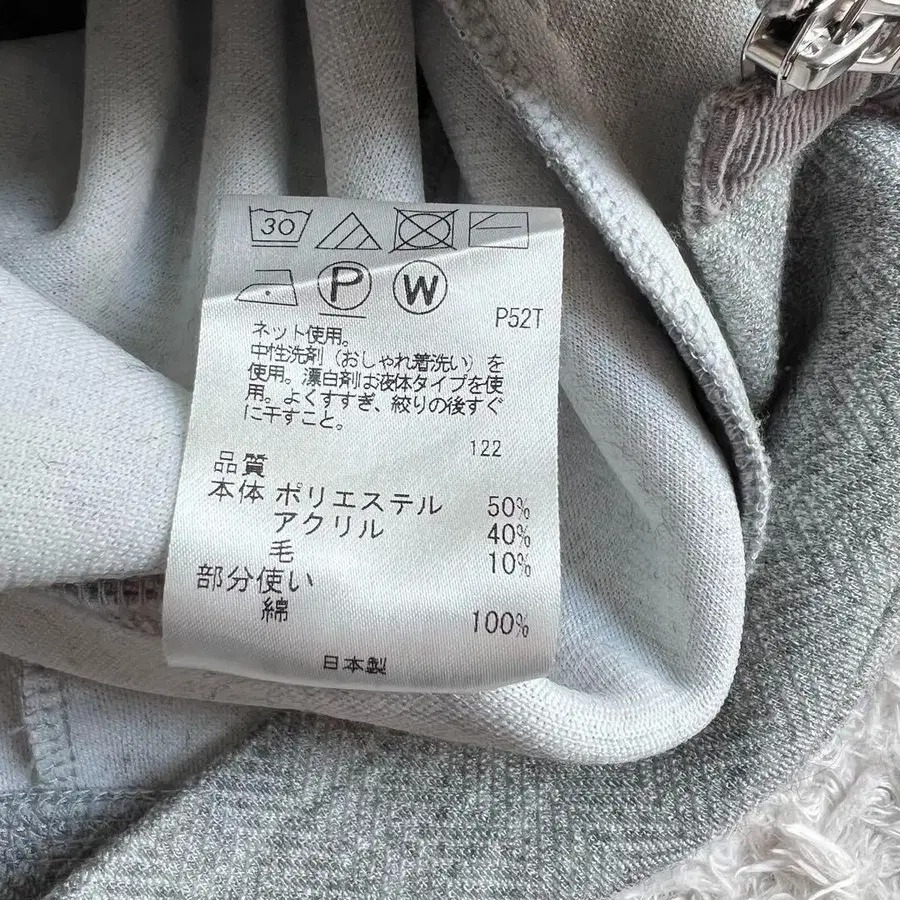 30
P W
P52T
ネット使用。
中性洗剤（おしゃれ着洗い）を
使用。漂白剤は液体タイプを使
用。よくすすぎ、絞りの後すぐ
に干すこと。
122
品質
本体 ポリエステル 50%
アクリル 40%
毛 10%
部分使い
綿 100%
日本製